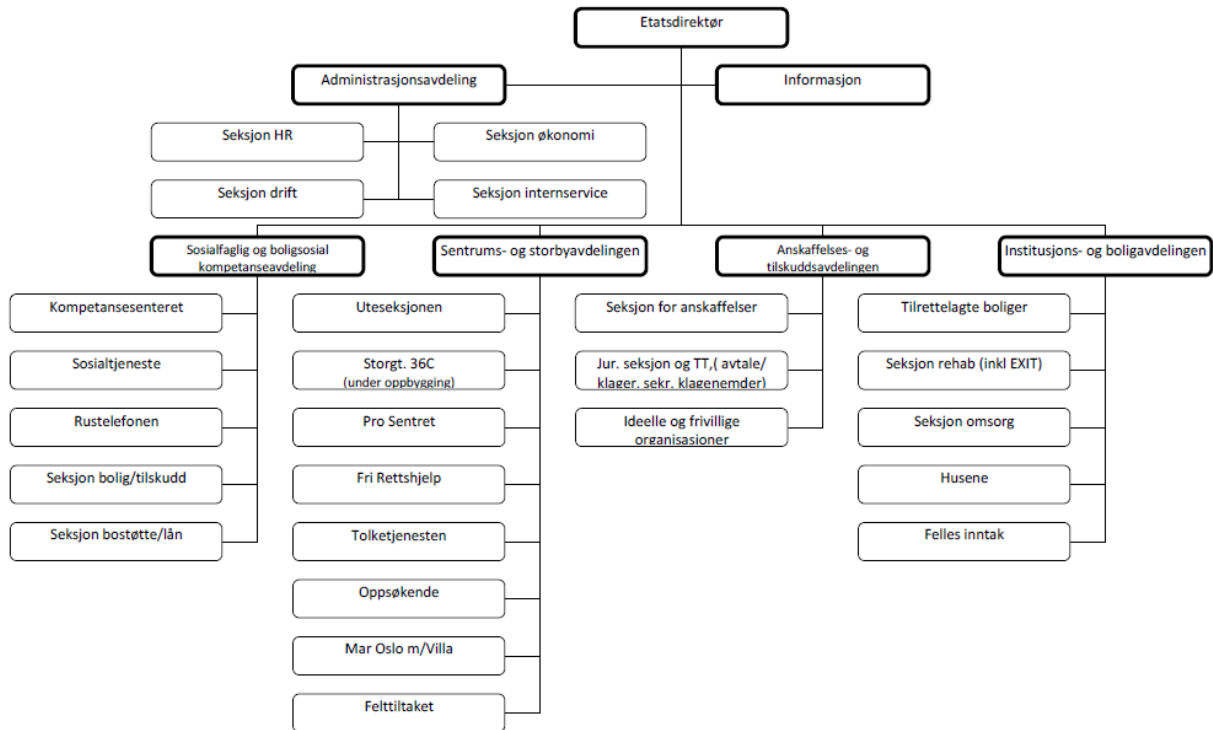 Etatsdirektør
Administrasjonsavdeling
Informasjon
Seksjon HR
Seksjon økonomi
Seksjon drift
Seksjon internservice
Sosialfaglig og boligsosial
kompetanseavdeling
Sentrums- og storbyavdelingen
Anskaffelses- og
tilskuddsavdelingen
Institusjons- og boligavdelingen
Kompetansesenteret
Sosialtjeneste
Rustelefonen
Seksjon bolig/tilskudd
Seksjon bostøtte/lån
Uteseksjonen
Storgt. 36C
(under oppbygging)
Pro Sentret
Fri Rettshjelp
Tolketjenesten
Oppsøkende
Mar Oslo m/Villa
Felttiltaket
Seksjon for anskaffelser
Jur. seksjon og TT,( avtale/
klager. sekr. klagenemder)
Ideelle og frivillige
organisasjoner
Tilrettelagte boliger
Seksjon rehab (inkl EXIT)
Seksjon omsorg
Husene
Felles inntak